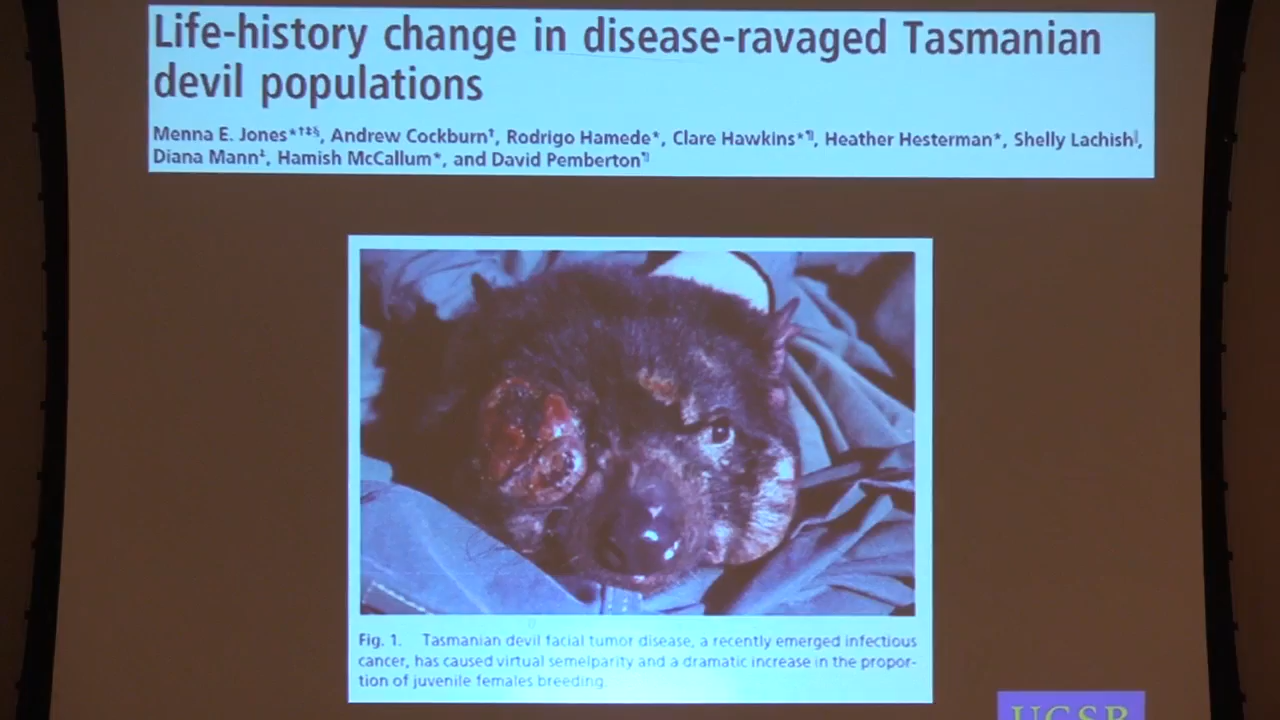 Life-history change in disease-ravaged Tasmanian
devil populations
Menna E. Jones*†‡§, Andrew Cockburn†, Rodrigo Hamede*, Clare Hawkins*¶, Heather Hesterman*, Shelly Lachish‖,
Diana Mann‡, Hamish McCallum*, and David Pemberton¶
Fig. 1. Tasmanian devil facial tumor disease, a recently emerged infectious
cancer, has caused virtual semelparity and a dramatic increase in the propor-
tion of juvenile females breeding.
UCSB